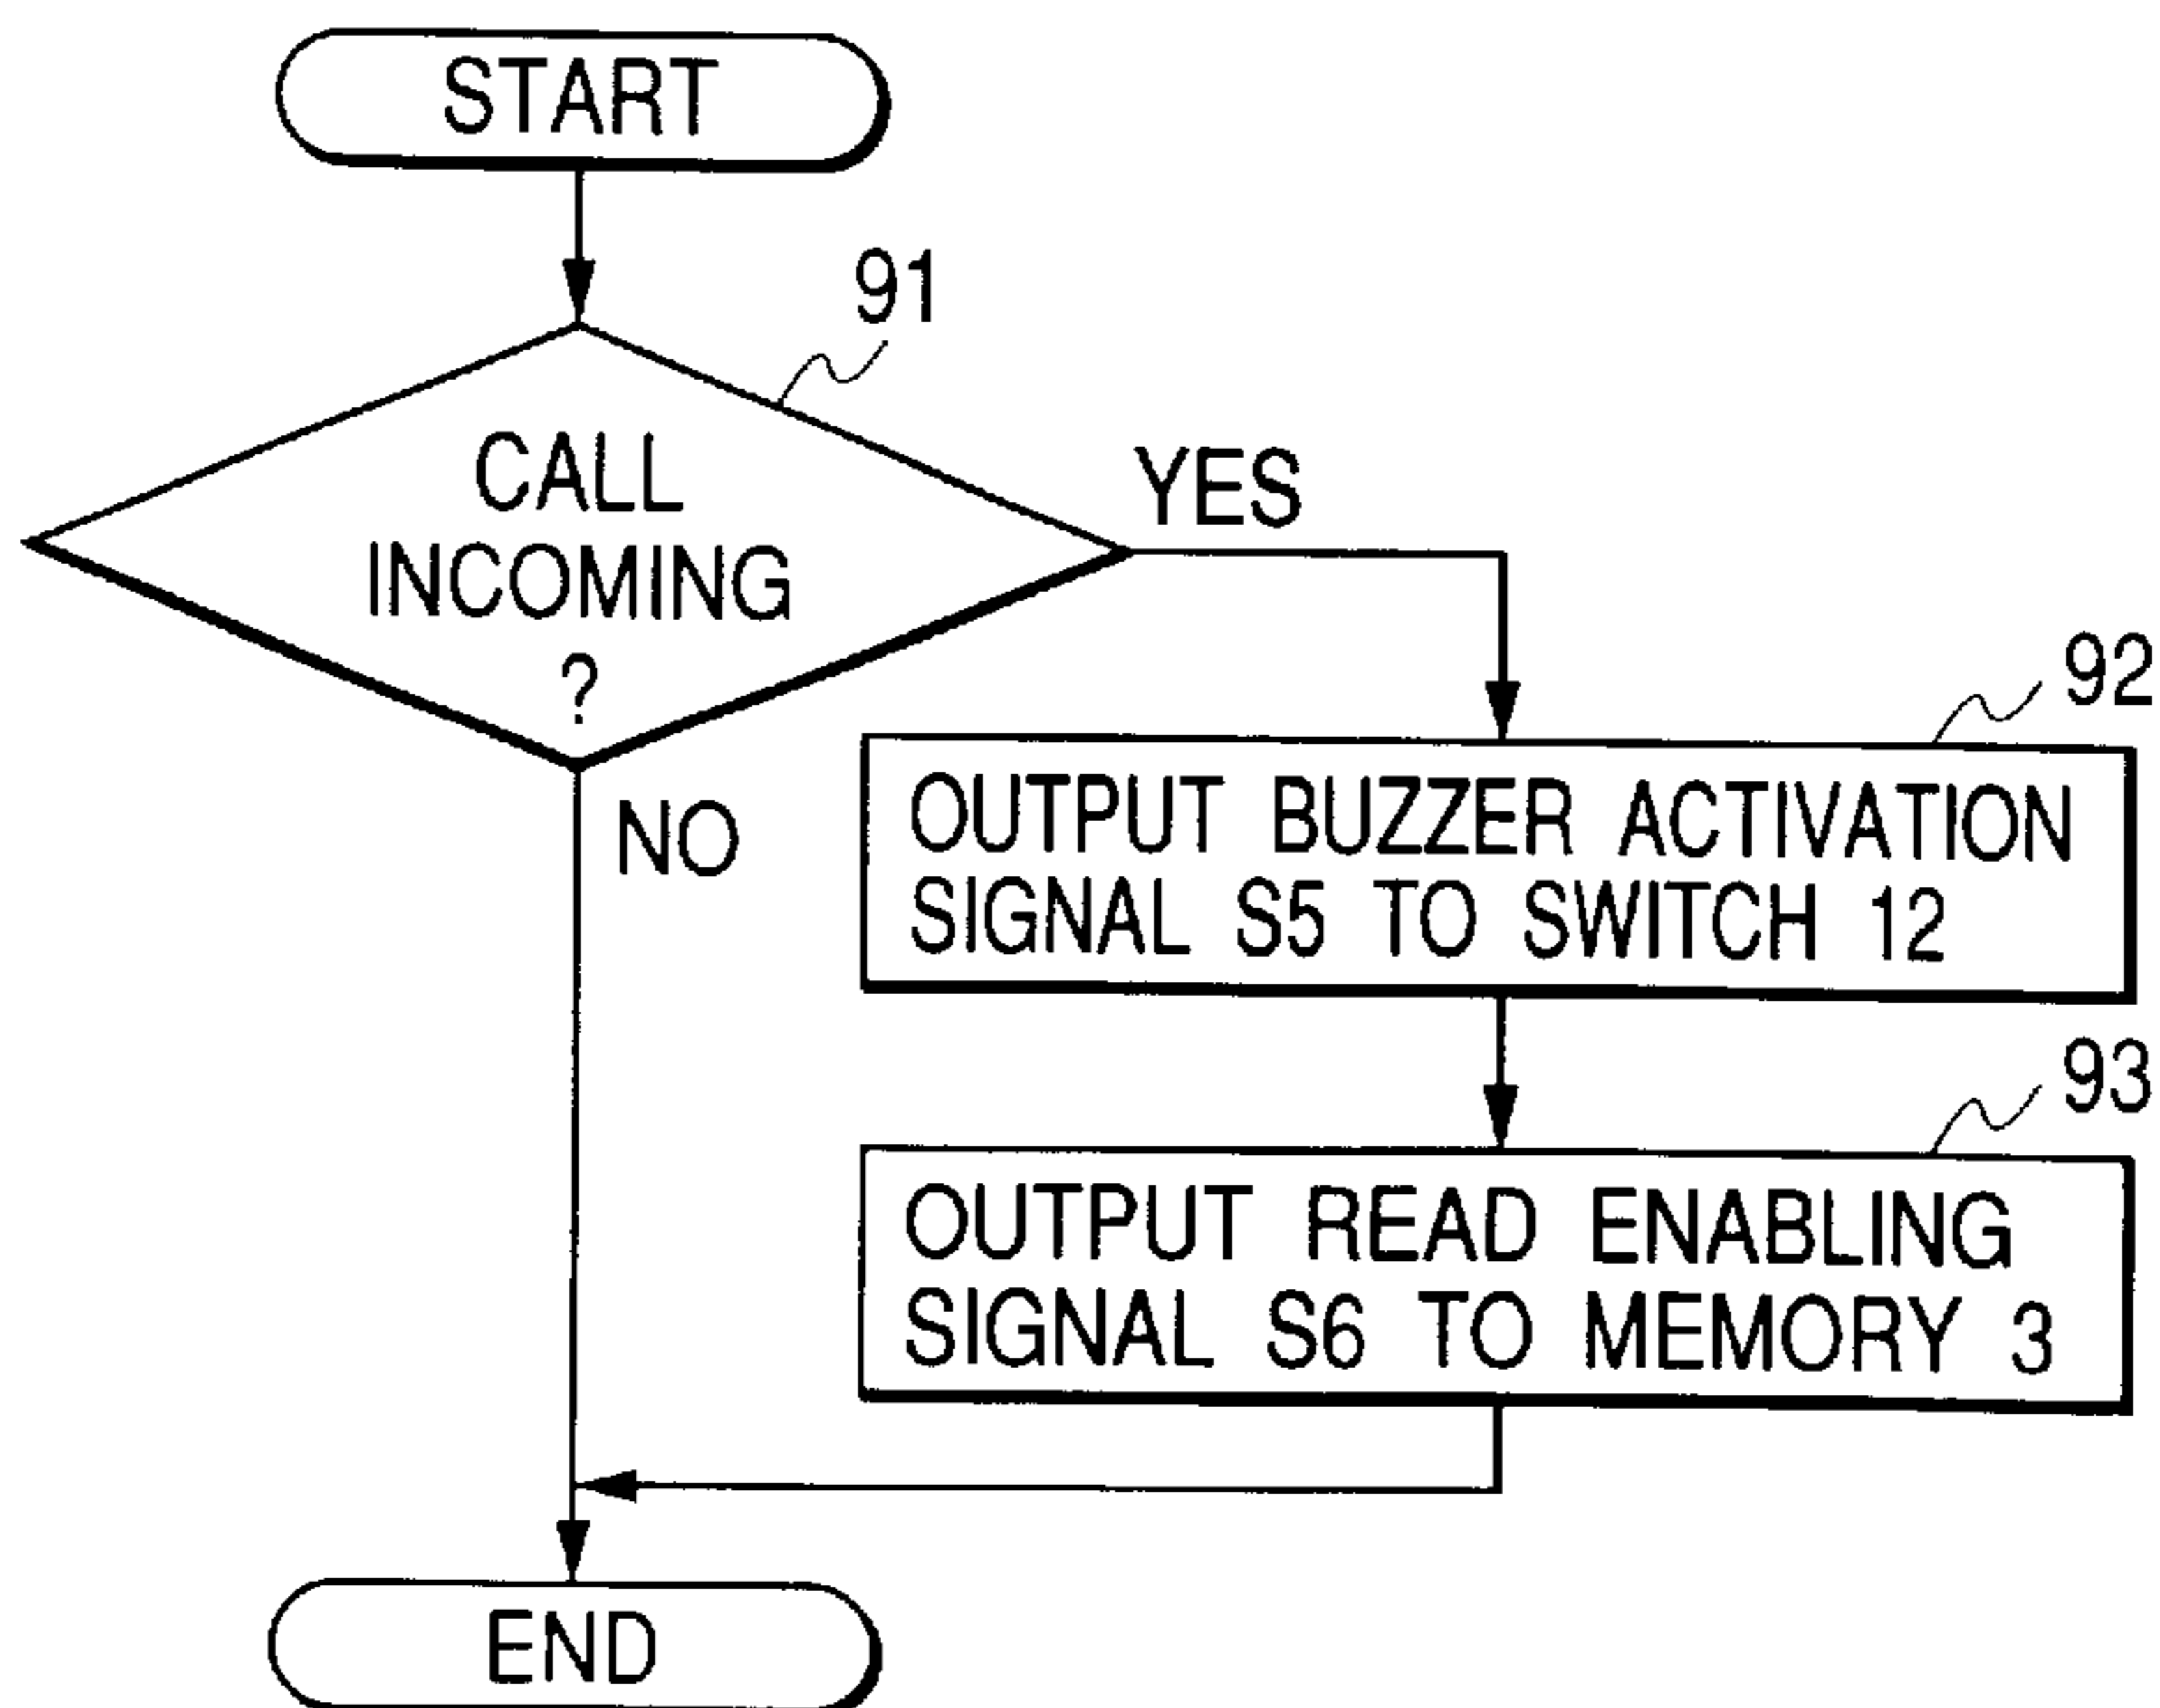 START
91
CALL
INCOMING
?
YES
NO
92
OUTPUT BUZZER ACTIVATION
SIGNAL S5 TO SWITCH 12
93
OUTPUT READ ENABLING
SIGNAL S6 TO MEMORY 3
END